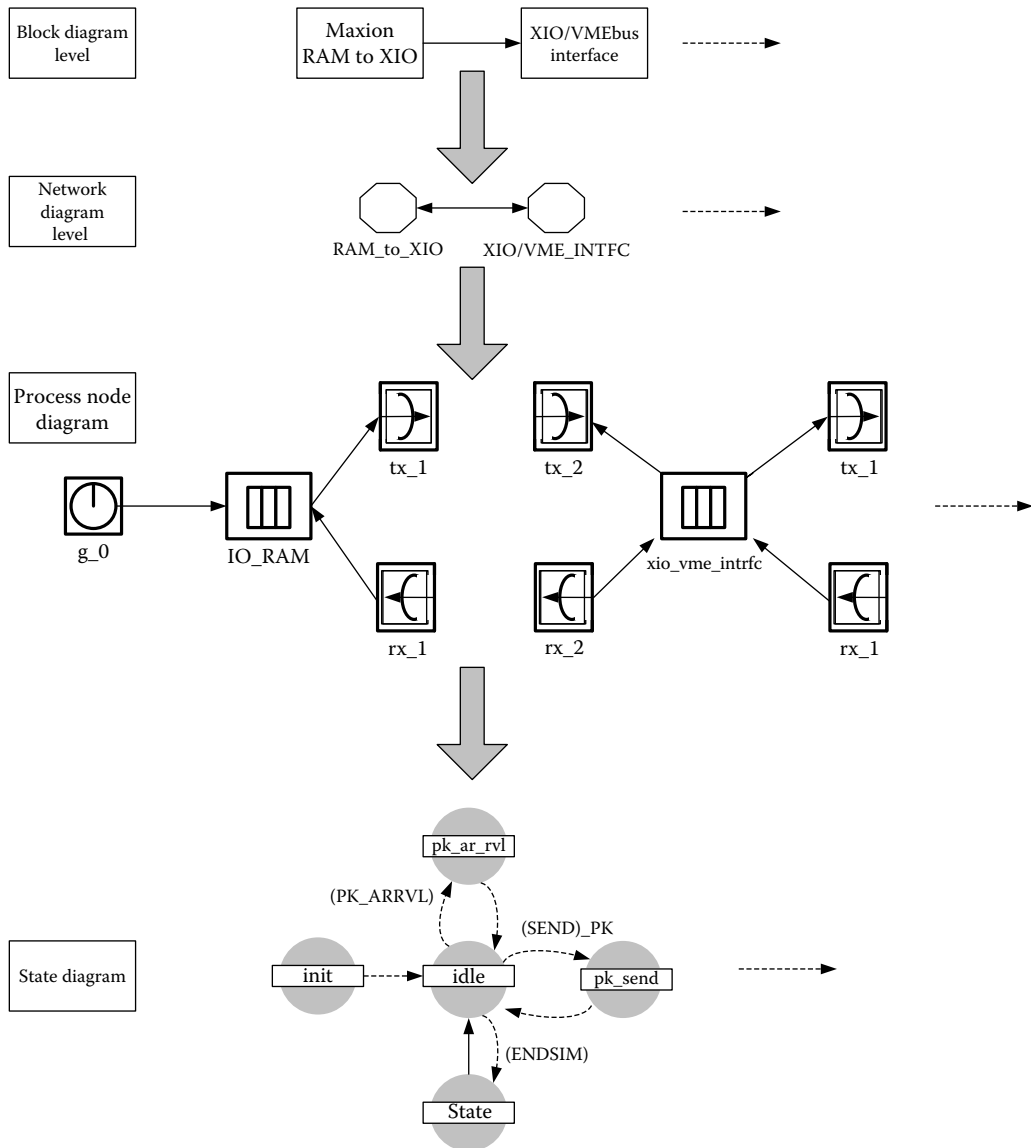 Block diagram
level
Maxion
RAM to XIO
XIO/VMEbus
interface
Network
diagram
level
RAM_to_XIO
XIO/VME_INTFC
Process node
diagram
tx_1
tx_2
tx_1
g_0
IO_RAM
xio_vme_intrfc
rx_1
rx_2
rx_1
pk_ar_rvl
(PK_ARRVL)
(SEND)_PK
State diagram
init
idle
pk_send
(ENDSIM)
State